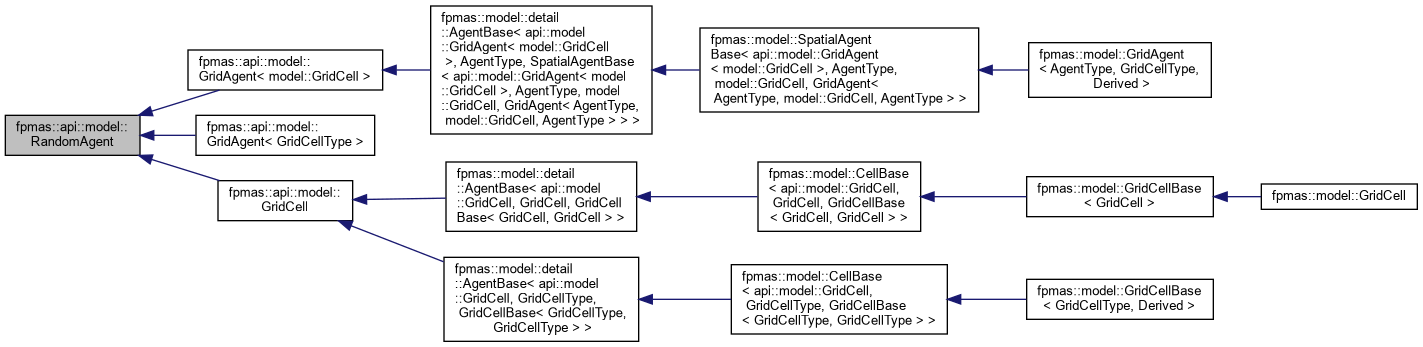 fpmas::api::model::
RandomAgent
fpmas::api::model::
GridAgent< model::GridCell >
fpmas::model::detail
::AgentBase< api::model
::GridAgent< model::GridCell
>, AgentType, SpatialAgentBase
< api::model::GridAgent< model
::GridCell >, AgentType, model
::GridCell, GridAgent< AgentType,
model::GridCell, AgentType > > >
fpmas::model::SpatialAgent
Base< api::model::GridAgent
< model::GridCell >, AgentType,
model::GridCell, GridAgent<
AgentType, model::GridCell, AgentType > >
fpmas::model::GridAgent
< AgentType, GridCellType,
Derived >
fpmas::api::model::
GridAgent< GridCellType >
fpmas::api::model::
GridCell
fpmas::model::detail
::AgentBase< api::model
::GridCell, GridCell, GridCell
Base< GridCell, GridCell > >
fpmas::model::CellBase
< api::model::GridCell,
GridCell, GridCellBase
< GridCell, GridCell > >
fpmas::model::GridCellBase
< GridCell >
fpmas::model::GridCell
fpmas::model::detail
::AgentBase< api::model
::GridCell, GridCellType,
GridCellBase< GridCellType,
GridCellType > >
fpmas::model::CellBase
< api::model::GridCell,
GridCellType, GridCellBase
< GridCellType, GridCellType > >
fpmas::model::GridCellBase
< GridCellType, Derived >